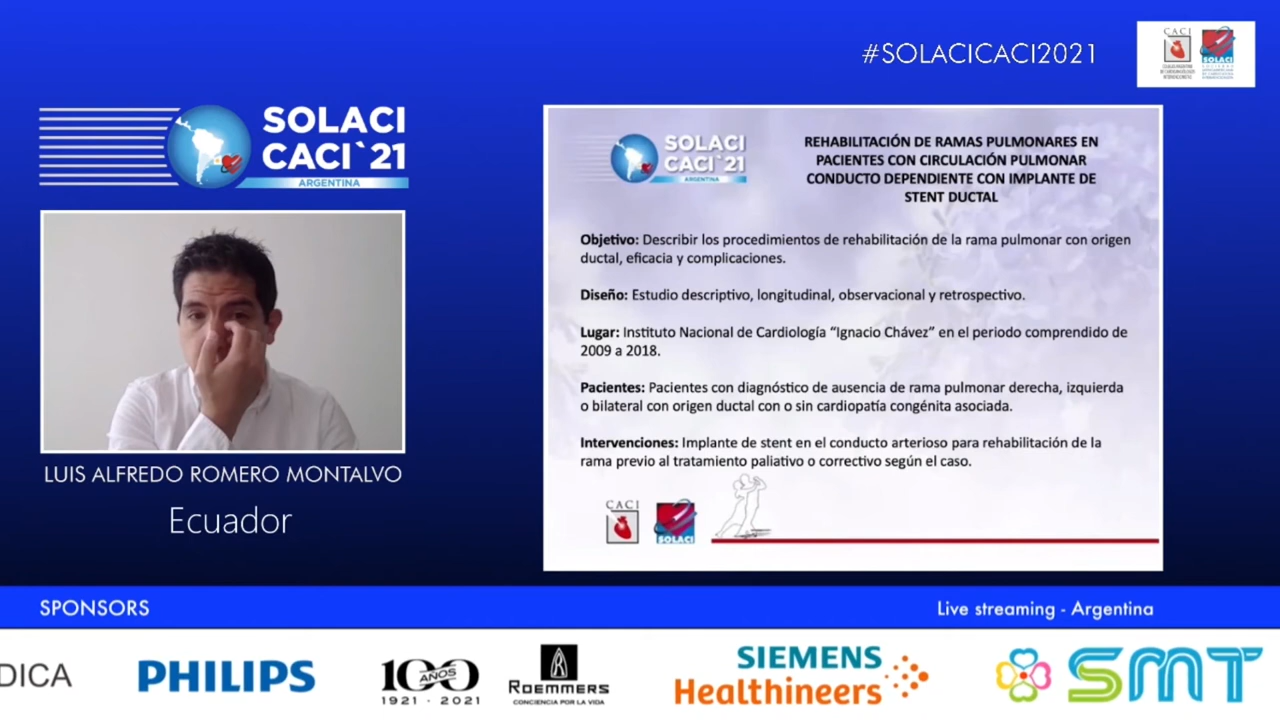 #SOLACICACI2021
CACI
SOLACI
SOLACI
CACI`21
ARGENTINA
LUIS ALFREDO ROMERO MONTALVO
Ecuador
SOLACI
CACI`21
ARGENTINA
REHABILITACIÓN DE RAMAS PULMONARES EN
PACIENTES CON CIRCULACIÓN PULMONAR
CONDUCTO DEPENDIENTE CON IMPLANTE DE
STENT DUCTAL
Objetivo: Describir los procedimientos de rehabilitación de la rama pulmonar con origen
ductal, eficacia y complicaciones.
Diseño: Estudio descriptivo, longitudinal, observacional y retrospectivo.
Lugar: Instituto Nacional de Cardiología “Ignacio Chávez” en el periodo comprendido de
2009 a 2018.
Pacientes: Pacientes con diagnóstico de ausencia de rama pulmonar derecha, izquierda
o bilateral con origen ductal con o sin cardiopatía congénita asociada.
Intervenciones: Implante de stent en el conducto arterioso para rehabilitación de la
rama previo al tratamiento paliativo o correctivo según el caso.
CACI
SOLACI
SPONSORS
Live streaming - Argentina
DICA
PHILIPS
100
AÑOS
1921 · 2021
ROEMMERS
CONCIENCIA POR LA VIDA
SIEMENS
Healthineers
SMT